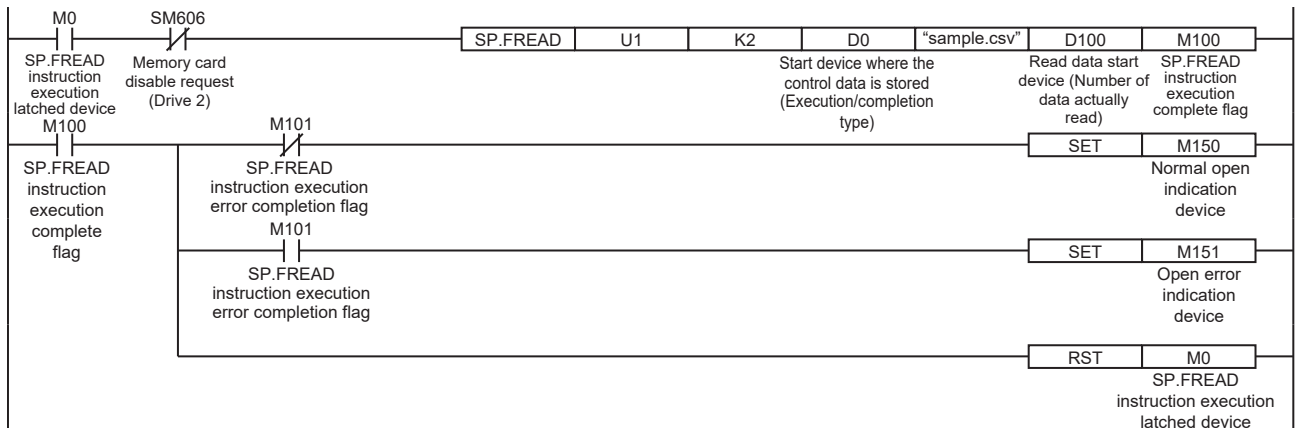 M0 SM606
SP.FREAD U1 K2 D0 “sample.csv” D100 M100
SP.FREAD
instruction
execution
latched device
Memory card
disable request
(Drive 2)
Start device where the
control data is stored
(Execution/completion
type)
Read data start
device (Number of
data actually
read)
SP.FREAD
instruction
execution
complete flag
M100 M101
SET M150
SP.FREAD
instruction
execution
complete
flag
SP.FREAD
instruction execution
error completion flag
Normal open
indication
device
M101
SET M151
SP.FREAD
instruction execution
error completion flag
Open error
indication
device
RST M0
SP.FREAD
instruction execution
latched device